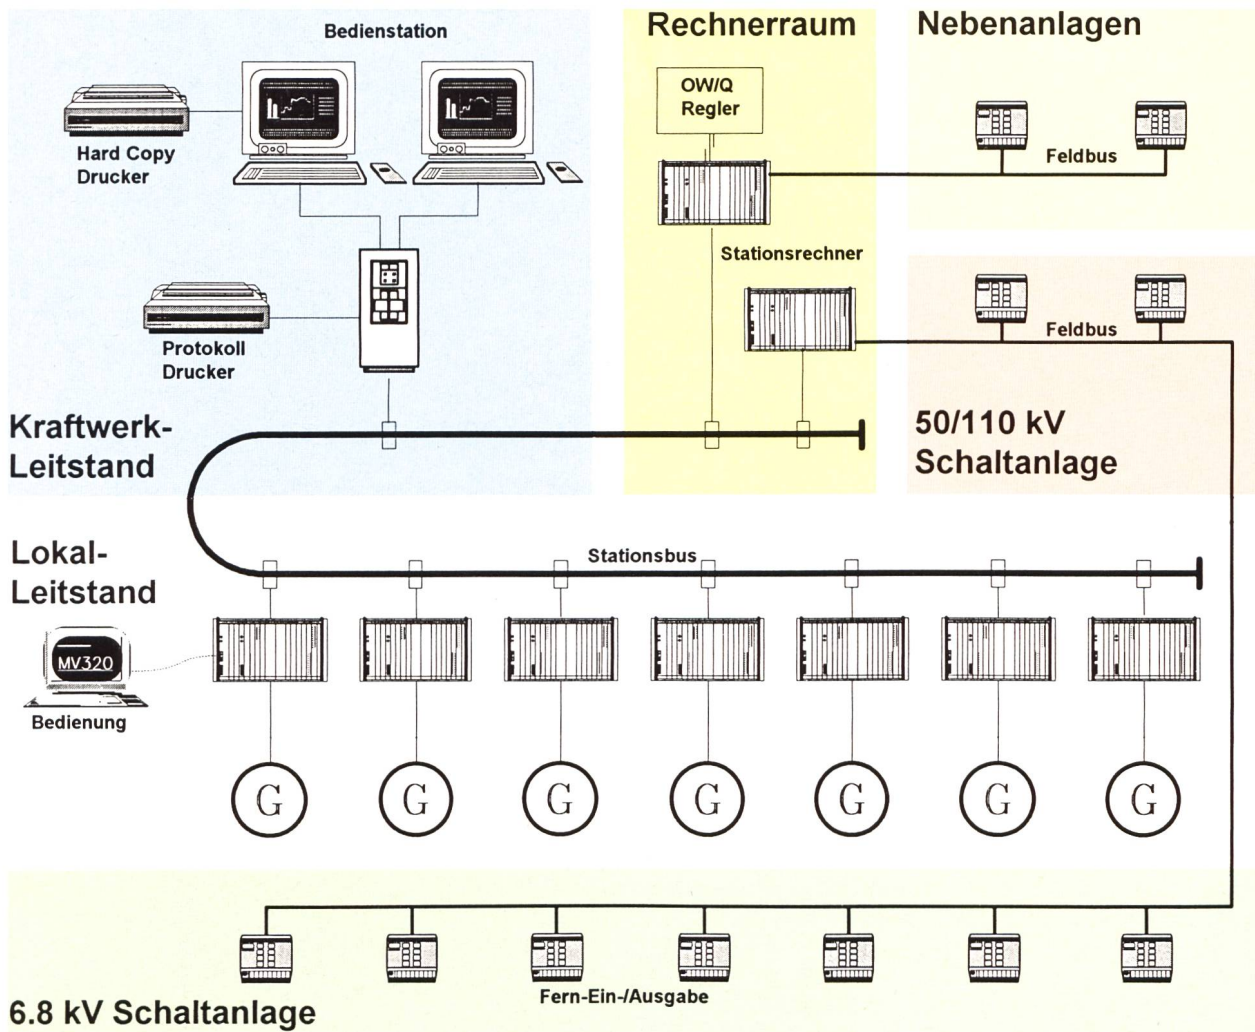 Bedienstation
Hard Copy
Drucker
Protokoll
Drucker
Kraftwerk-
Leitstand
Rechnerraum
OW/Q
Regler
Stationsrechner
Nebenanlagen
Feldbus
Feldbus
50/110 kV
Schaltanlage
Lokal-
Leitstand
Stationsbus
MV320
Bedienung
G
G
G
G
G
G
G
Fern-Ein-/Ausgabe
6.8 kV Schaltanlage